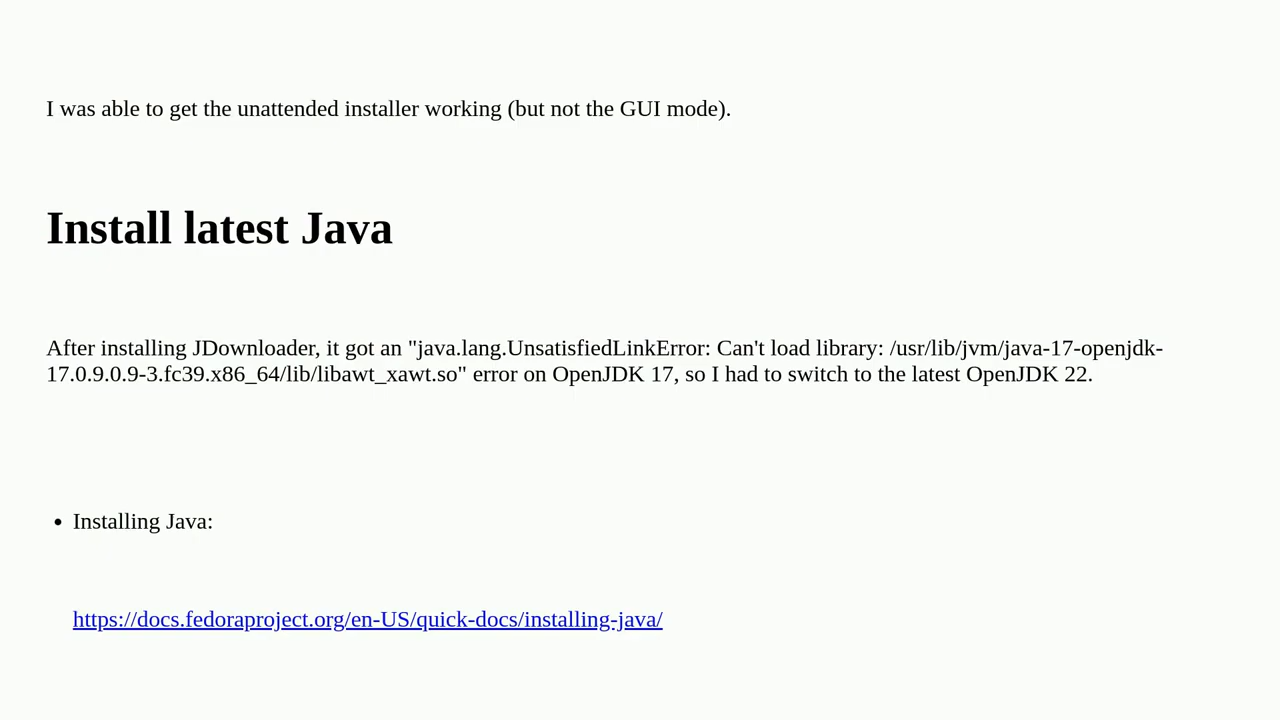 I was able to get the unattended installer working (but not the GUI mode).
Install latest Java
After installing JDownloader, it got an "java.lang.UnsatisfiedLinkError: Can't load library: /usr/lib/jvm/java-17-openjdk-
17.0.9.0.9-3.fc39.x86_64/lib/libawt_xawt.so" error on OpenJDK 17, so I had to switch to the latest OpenJDK 22.
• Installing Java:
https://docs.fedoraproject.org/en-US/quick-docs/installing-java/